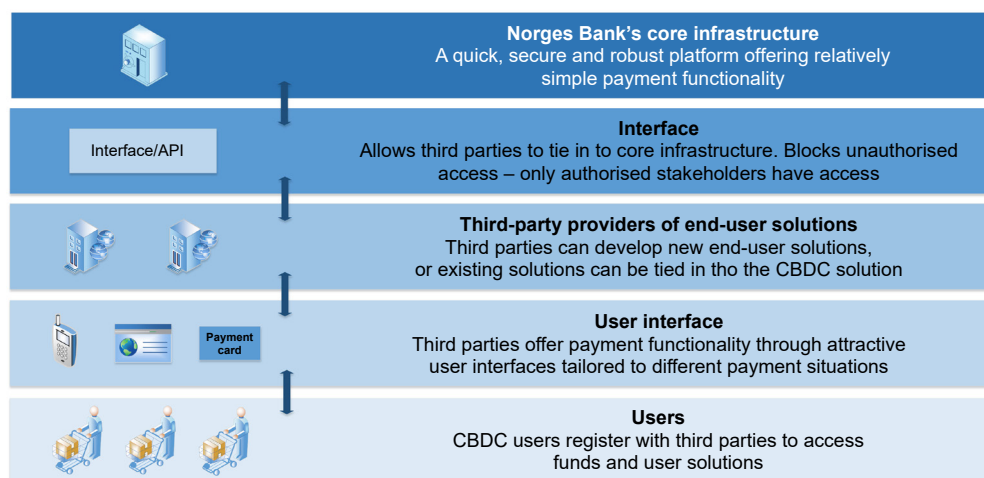 Norges Bank's core infrastructure
A quick, secure and robust platform offering relatively
simple payment functionality
Interface/API
Interface
Allows third parties to tie in to core infrastructure. Blocks unauthorised
access – only authorised stakeholders have access
Third-party providers of end-user solutions
Third parties can develop new end-user solutions,
or existing solutions can be tied in tho the CBDC solution
Payment
card
User interface
Third parties offer payment functionality through attractive
user interfaces tailored to different payment situations
Users
CBDC users register with third parties to access
funds and user solutions